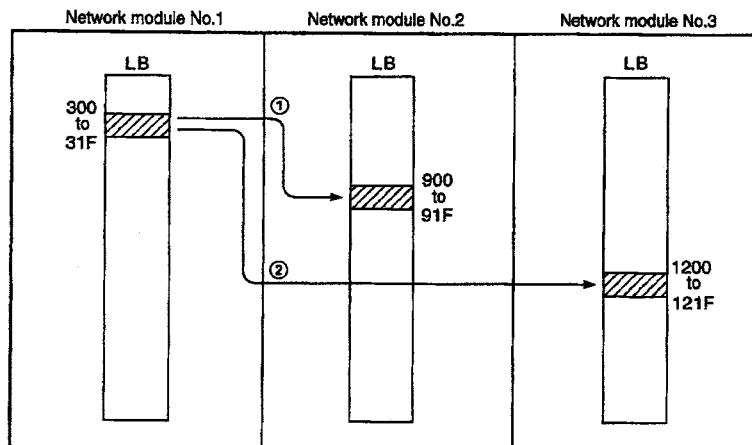 Network module No.1
Network module No.2
Network module No.3
LB
LB
LB
300
to
31F
①
900
to
91F
②
1200
to
121F